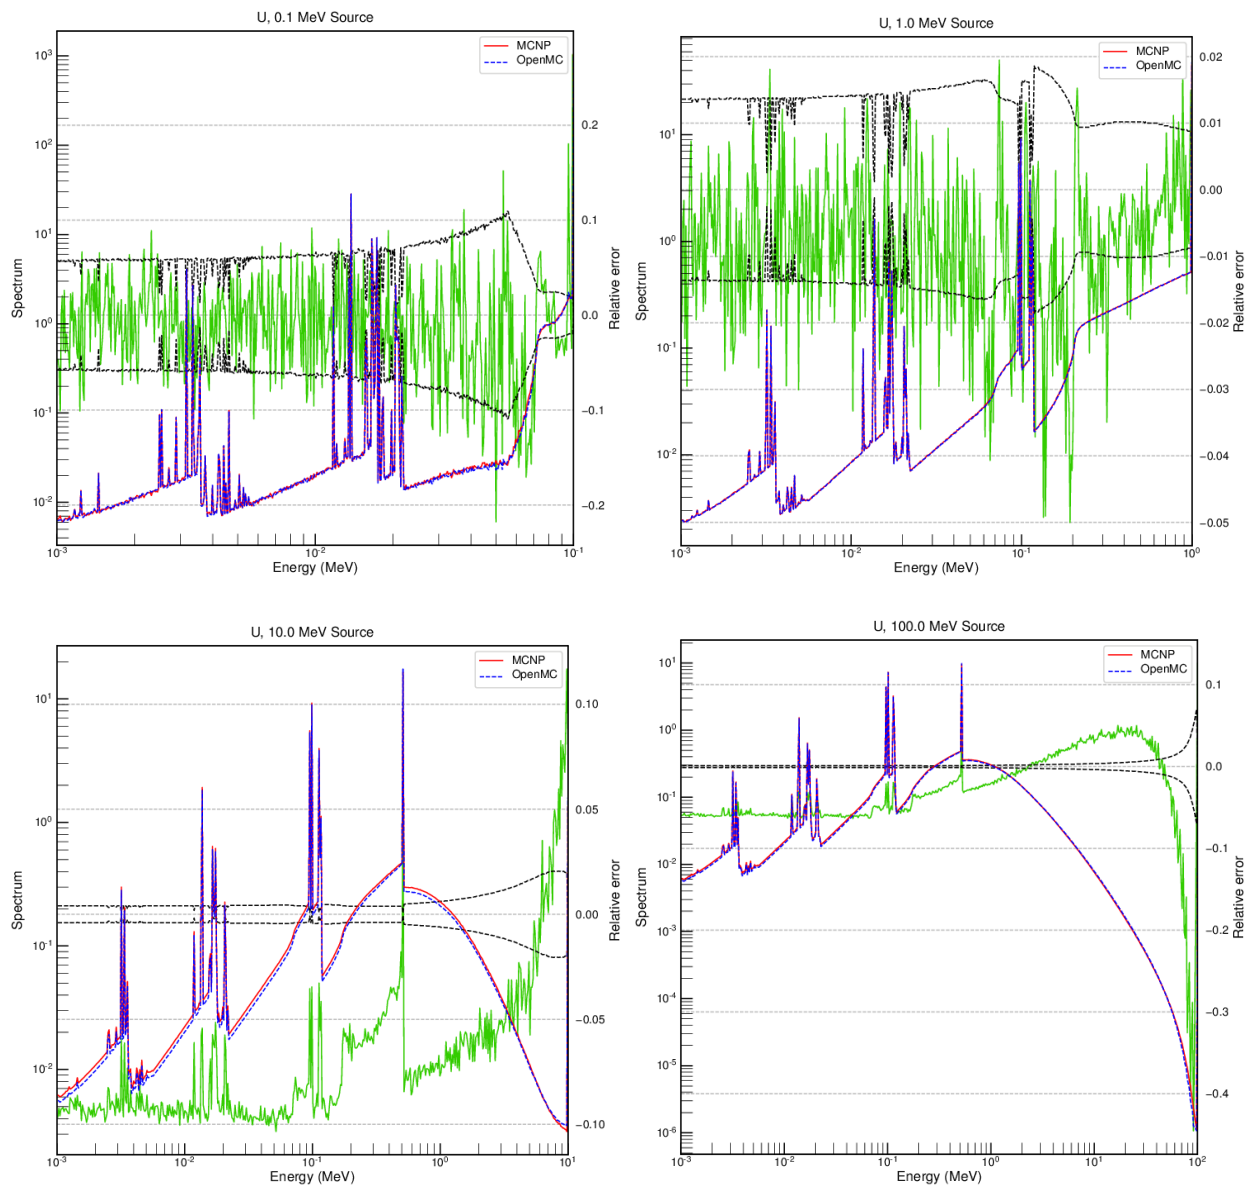 U, 0.1 MeV Source
MCNP
OpenMC
10³
10²
10¹
10⁰
10⁻¹
10⁻²
Spectrum
0.2
0.1
0.0
−0.1
−0.2
Relative error
10⁻³
10⁻²
10⁻¹
Energy (MeV)
U, 1.0 MeV Source
MCNP
OpenMC
10¹
10⁰
10⁻¹
10⁻²
Spectrum
0.02
0.01
0.00
−0.01
−0.02
−0.03
−0.04
−0.05
Relative error
10⁻³
10⁻²
10⁻¹
10⁰
Energy (MeV)
U, 10.0 MeV Source
MCNP
OpenMC
10¹
10⁰
10⁻¹
10⁻²
Spectrum
0.10
0.05
0.00
−0.05
−0.10
Relative error
10⁻³
10⁻²
10⁻¹
10⁰
10¹
Energy (MeV)
U, 100.0 MeV Source
MCNP
OpenMC
10¹
10⁰
10⁻¹
10⁻²
10⁻³
10⁻⁴
10⁻⁵
10⁻⁶
Spectrum
0.1
0.0
−0.1
−0.2
−0.3
−0.4
Relative error
10⁻³
10⁻²
10⁻¹
10⁰
10¹
10²
Energy (MeV)